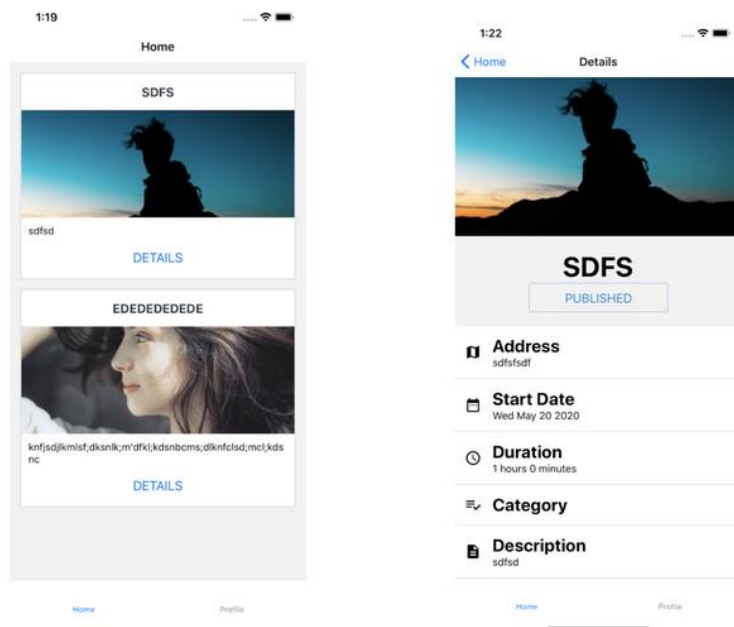 1:19
Home
SDFS
sdfsd
DETAILS
EDEDEDEDEDE
knfjsdjlkmlsf;dksnlk;m'dfkl;kdsnbcms;dlknfclsd;mcl;kds
nc
DETAILS
Home Profile
1:22
Home Details
SDFS
PUBLISHED
Address
sdfsfsdf
Start Date
Wed May 20 2020
Duration
1 hours 0 minutes
Category
Description
sdfsd
Home Profile